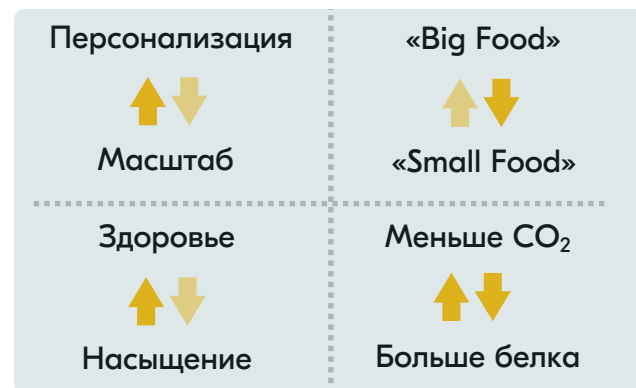 Персонализация
Масштаб
«Big Food»
«Small Food»
Здоровье
Насыщение
Меньше CO₂
Больше белка